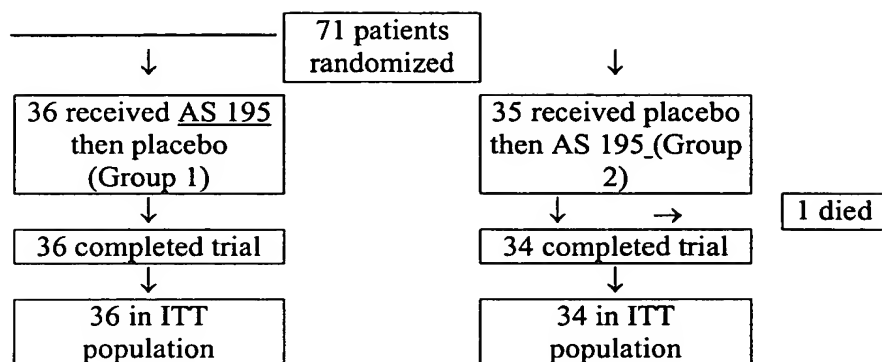 71 patients
randomized
36 received AS 195
then placebo
(Group 1)
35 received placebo
then AS 195 (Group
2)
1 died
36 completed trial
34 completed trial
36 in ITT
population
34 in ITT
population